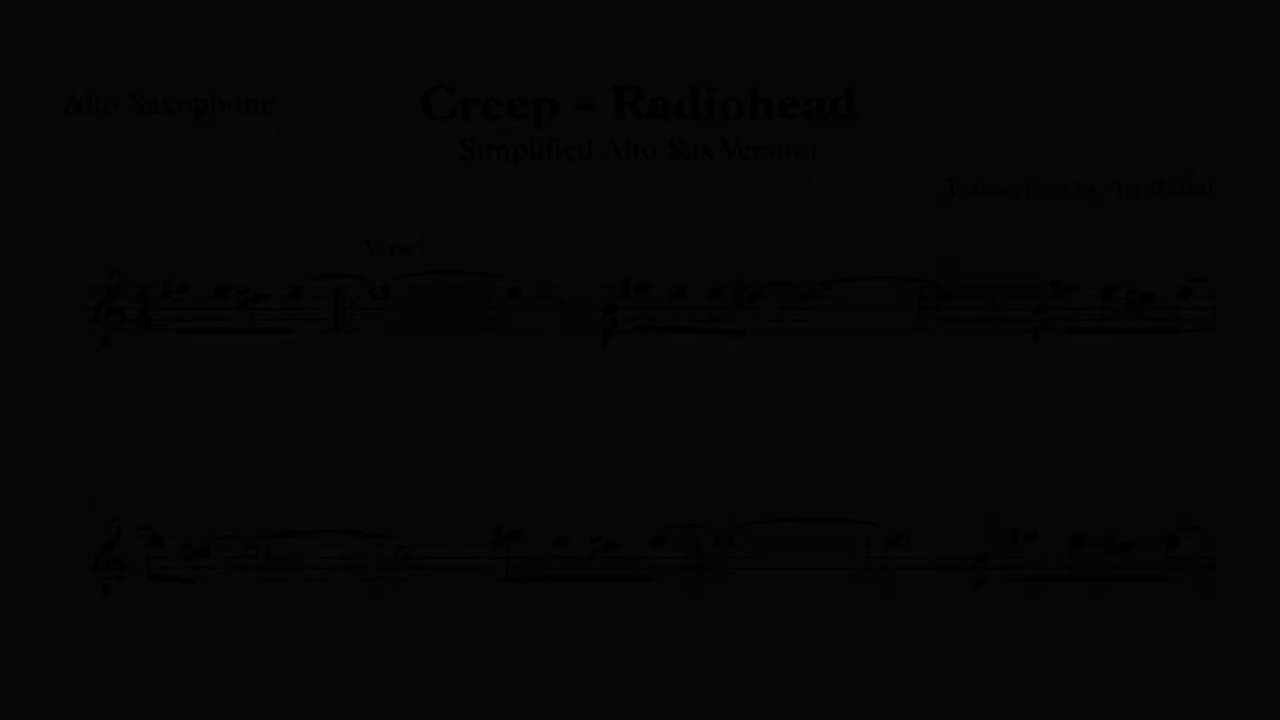 Alto Saxophone
Creep - Radiohead
Simplified Alto Sax Version
Verse